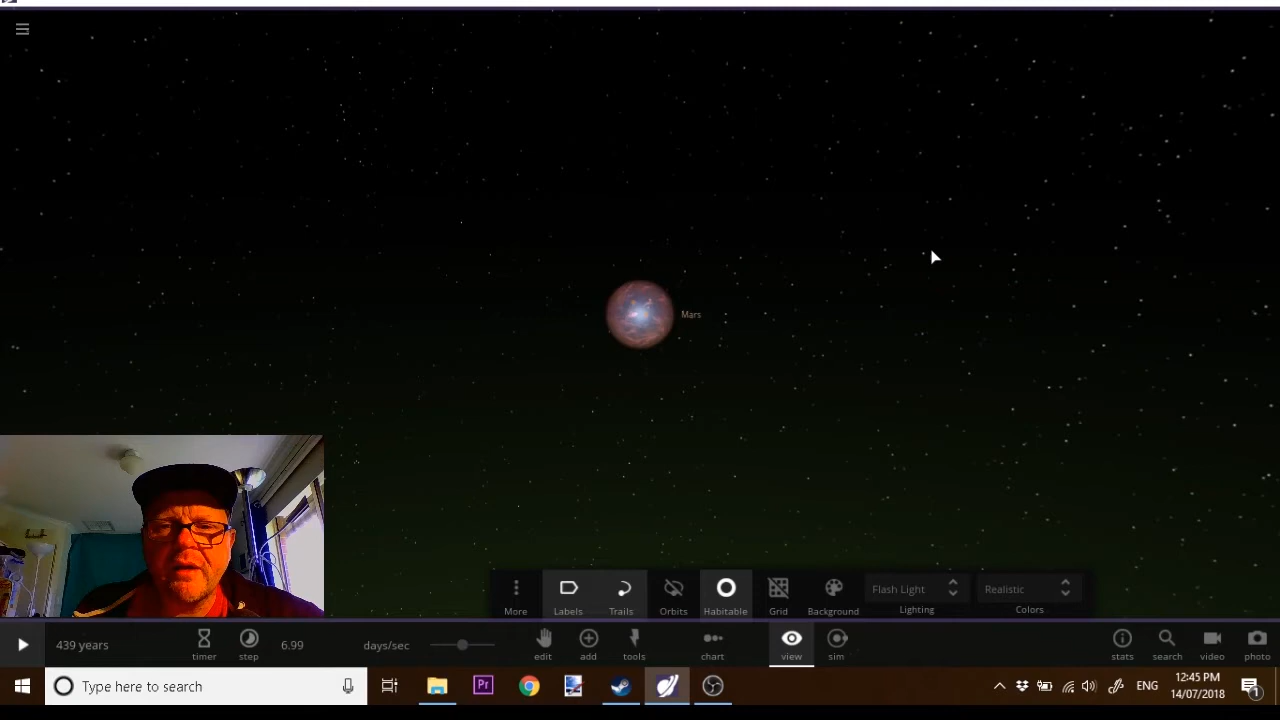 Mars
More
Labels
Trails
Orbits
Habitable
Grid
Background
Flash Light
Lighting
Realistic
Colors
439 years
timer
step
6.99
days/sec
edit
add
tools
chart
view
sim
stats
search
video
photo
Type here to search
Pr
ENG
12:45 PM
14/07/2018
1